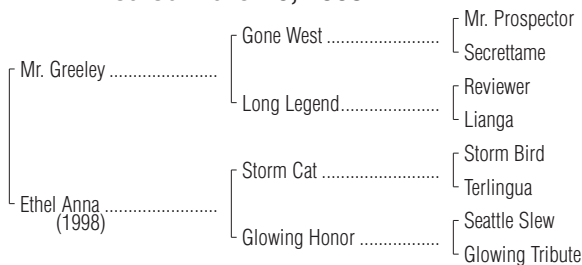 Mr. Prospector
Gone West ..........................
Secrettame
Mr. Greeley .........................
Reviewer
Long Legend.......................
Lianga
Storm Bird
Storm Cat ...........................
Terlingua
Ethel Anna ..........................
(1998)
Seattle Slew
Glowing Honor ..................
Glowing Tribute